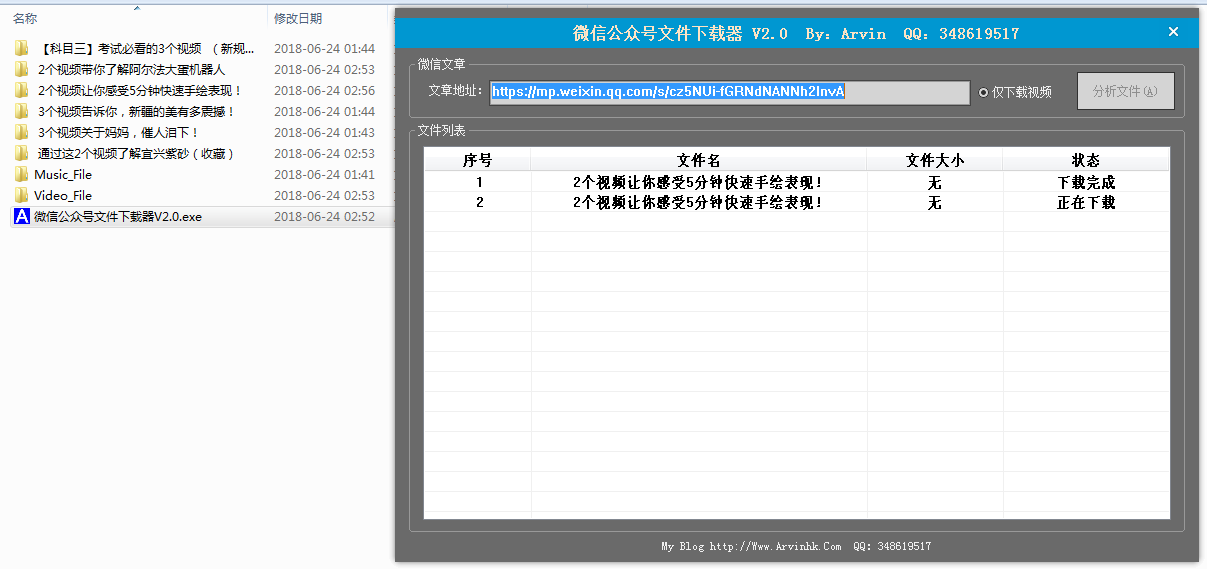 名称 修改日期
【科目三】考试必看的3个视频 （新规... 2018-06-24 01:44
2个视频带你了解阿尔法大蛋机器人 2018-06-24 02:53
2个视频让你感受5分钟快速手绘表现！ 2018-06-24 02:56
3个视频告诉你，新疆的美有多震撼！ 2018-06-24 01:44
3个视频关于妈妈，催人泪下！ 2018-06-24 01:43
通过这2个视频了解宜兴紫砂（收藏） 2018-06-24 02:53
Music_File 2018-06-24 01:41
Video_File 2018-06-24 02:53
A 微信公众号文件下载器V2.0.exe 2018-06-24 02:52
微信公众号文件下载器 V2.0 By: Arvin QQ: 348619517
微信文章
文章地址： https://mp.weixin.qq.com/s/cz5NUi-fGRNdNANNh2InvA 仅下载视频 分析文件(A)
文件列表
序号 文件名 文件大小 状态
1 2个视频让你感受5分钟快速手绘表现！ 无 下载完成
2 2个视频让你感受5分钟快速手绘表现！ 无 正在下载
My Blog http://Www.Arvinhk.Com QQ: 348619517